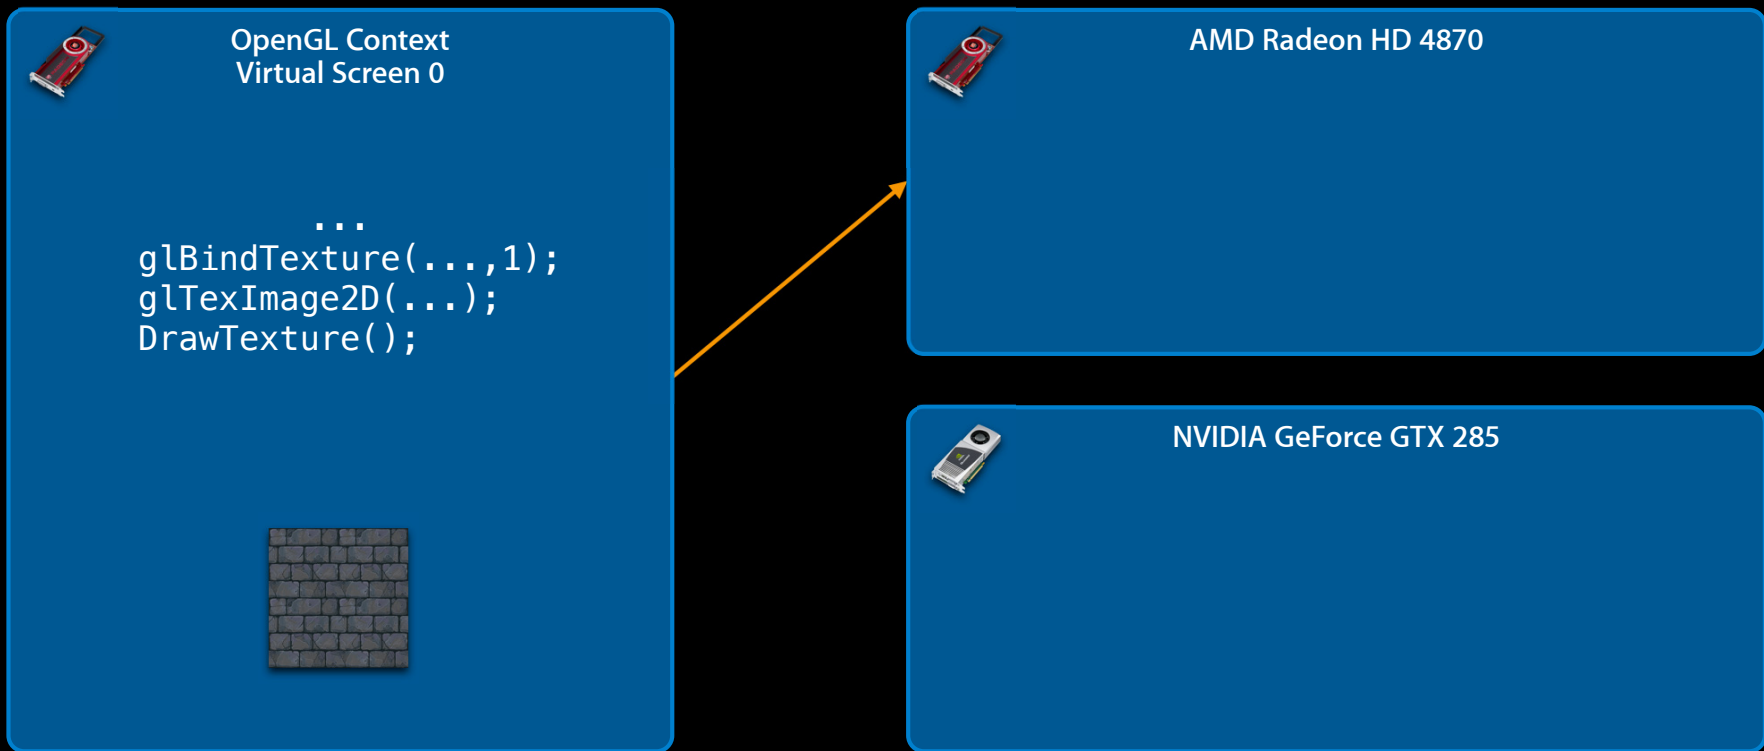 OpenGL Context
Virtual Screen 0
...
glBindTexture(...,1);
glTexImage2D(...);
DrawTexture();
AMD Radeon HD 4870
NVIDIA GeForce GTX 285